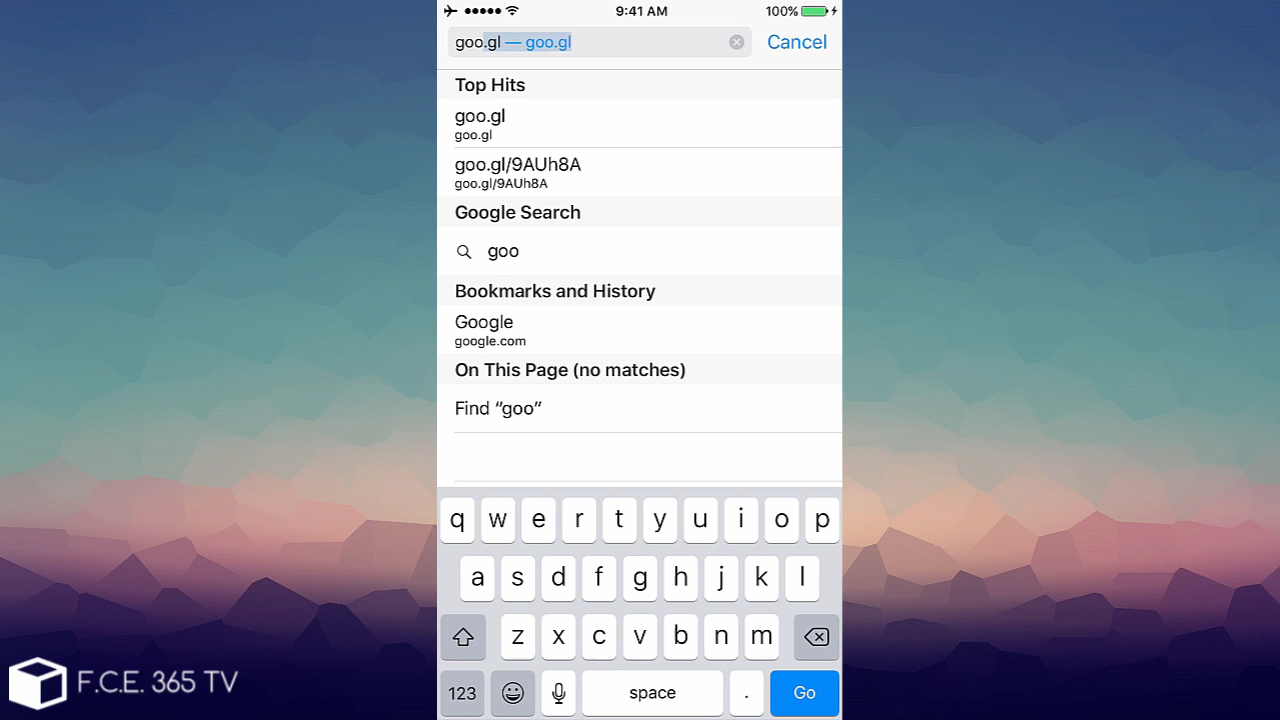 9:41 AM
100%
goo.gl — goo.gl
Cancel
Top Hits
goo.gl
goo.gl
goo.gl/9AUh8A
goo.gl/9AUh8A
Google Search
goo
Bookmarks and History
Google
google.com
On This Page (no matches)
Find “goo”
q w e r t y u i o p
a s d f g h j k l
z x c v b n m
123 space . Go
F.C.E. 365 TV